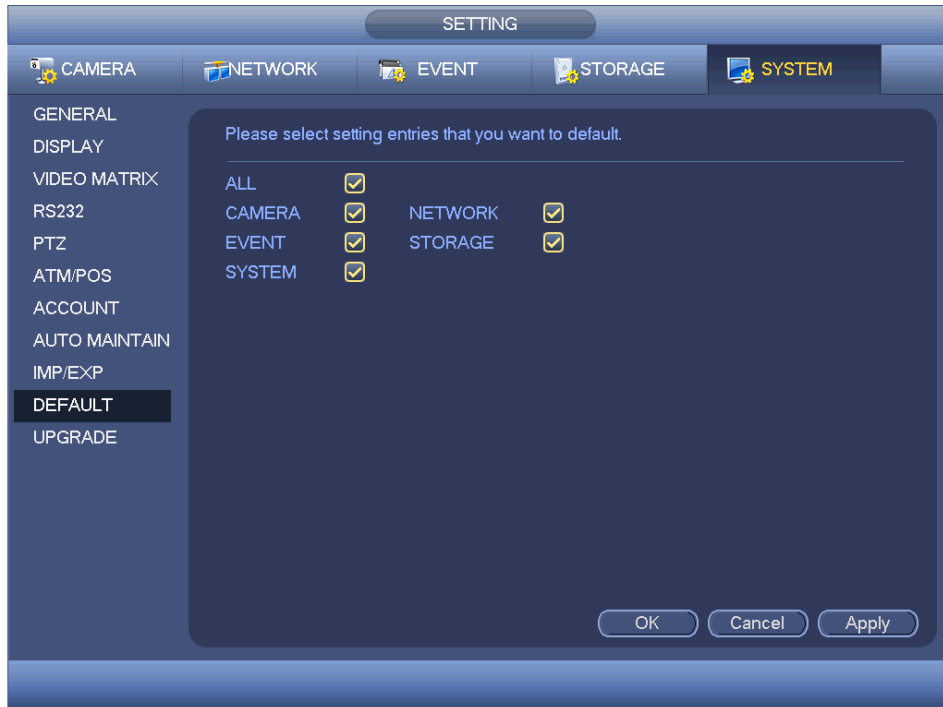 SETTING
CAMERA NETWORK EVENT STORAGE SYSTEM
GENERAL
DISPLAY
VIDEO MATRIX
RS232
PTZ
ATM/POS
ACCOUNT
AUTO MAINTAIN
IMP/EXP
DEFAULT
UPGRADE
Please select setting entries that you want to default.
ALL
CAMERA NETWORK
EVENT STORAGE
SYSTEM
OK Cancel Apply